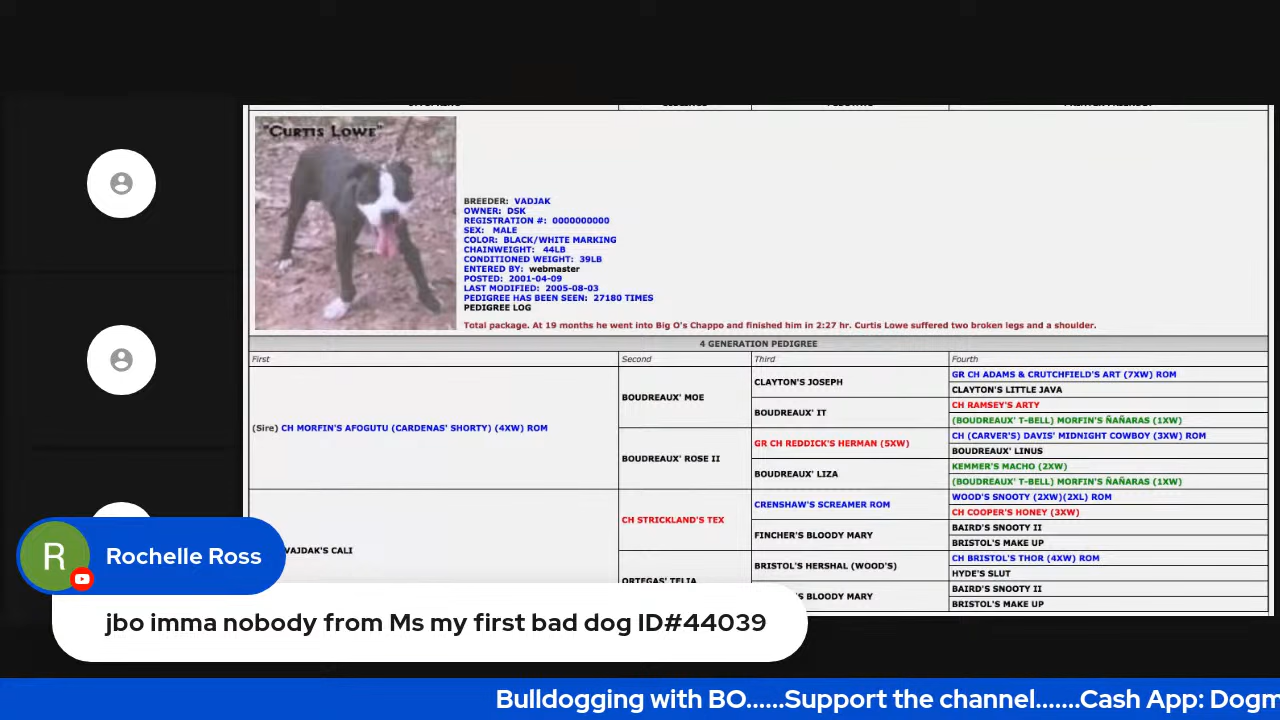 "CURTIS LOWE"
BREEDER: VADJAK
OWNER: DSK
REGISTRATION #: 0000000000
SEX: MALE
COLOR: BLACK/WHITE MARKING
CHAINWEIGHT: 44LB
CONDITIONED WEIGHT: 39LB
ENTERED BY: webmaster
POSTED: 2001-04-09
LAST MODIFIED: 2005-08-03
PEDIGREE HAS BEEN SEEN: 27180 TIMES
PEDIGREE LOG
Total package. At 19 months he went into Big O's Chappo and finished him in 2:27 hr. Curtis Lowe suffered two broken legs and a shoulder.
4 GENERATION PEDIGREE
First Second Third Fourth
(Sire) CH MORFIN'S AFOGUTU (CARDENAS' SHORTY) (4XW) ROM
VAJDAK'S CALI
BOUDREAUX' MOE
BOUDREAUX' ROSE II
CH STRICKLAND'S TEX
ORTEGAS' TELIA
CLAYTON'S JOSEPH
BOUDREAUX' IT
GR CH REDDICK'S HERMAN (5XW)
BOUDREAUX' LIZA
CRENSHAW'S SCREAMER ROM
FINCHER'S BLOODY MARY
BRISTOL'S HERSHAL (WOOD'S)
BLOODY MARY
GR CH ADAMS & CRUTCHFIELD'S ART (7XW) ROM
CLAYTON'S LITTLE JAVA
CH RAMSEY'S ARTY
(BOUDREAUX' T-BELL) MORFIN'S ÑAÑARAS (1XW)
CH (CARVER'S) DAVIS' MIDNIGHT COWBOY (3XW) ROM
BOUDREAUX' LINUS
KEMMER'S MACHO (2XW)
(BOUDREAUX' T-BELL) MORFIN'S ÑAÑARAS (1XW)
WOOD'S SNOOTY (2XW)(2XL) ROM
CH COOPER'S HONEY (3XW)
BAIRD'S SNOOTY II
BRISTOL'S MAKE UP
CH BRISTOL'S THOR (4XW) ROM
HYDE'S SLUT
BAIRD'S SNOOTY II
BRISTOL'S MAKE UP
R
Rochelle Ross
jbo imma nobody from Ms my first bad dog ID#44039
Bulldogging with BO......Support the channel.......Cash App: Dogm